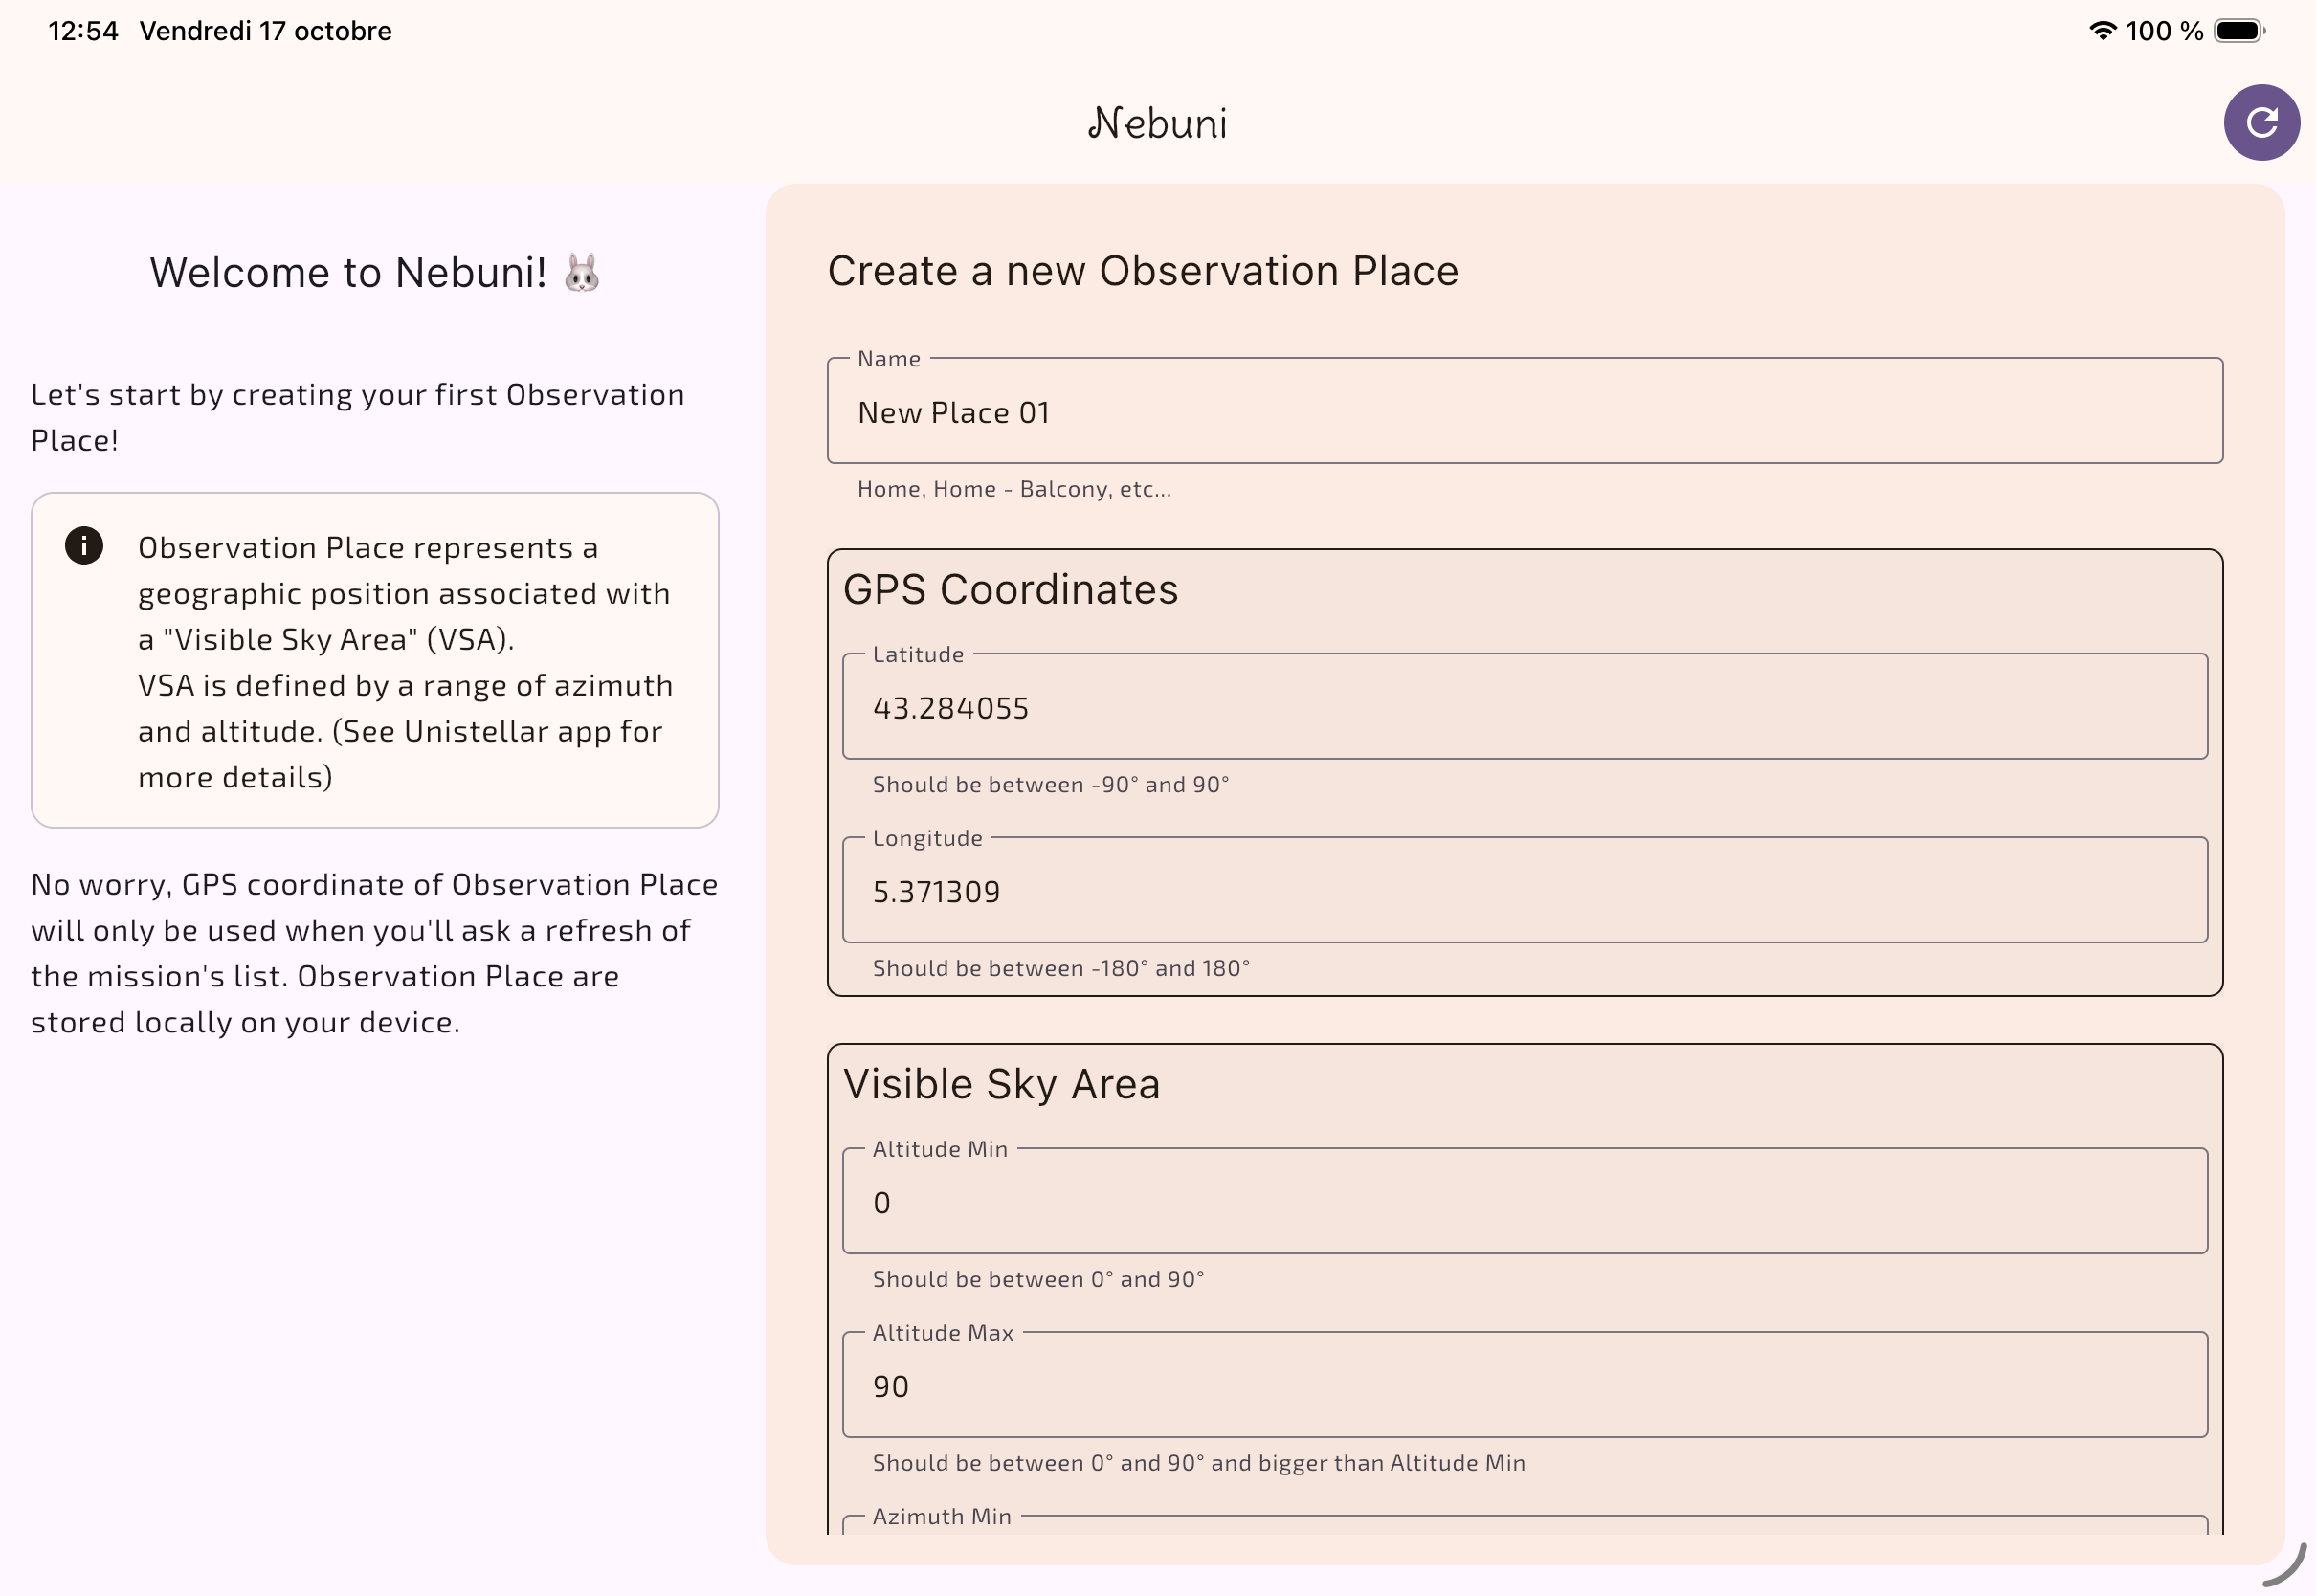 12:54 Vendredi 17 octobre
100 %
Nebuni
Welcome to Nebuni! 🐰
Let's start by creating your first Observation
Place!
Observation Place represents a
geographic position associated with
a "Visible Sky Area" (VSA).
VSA is defined by a range of azimuth
and altitude. (See Unistellar app for
more details)
No worry, GPS coordinate of Observation Place
will only be used when you'll ask a refresh of
the mission's list. Observation Place are
stored locally on your device.
Create a new Observation Place
Name
New Place 01
Home, Home - Balcony, etc...
GPS Coordinates
Latitude
43.284055
Should be between -90° and 90°
Longitude
5.371309
Should be between -180° and 180°
Visible Sky Area
Altitude Min
0
Should be between 0° and 90°
Altitude Max
90
Should be between 0° and 90° and bigger than Altitude Min
Azimuth Min